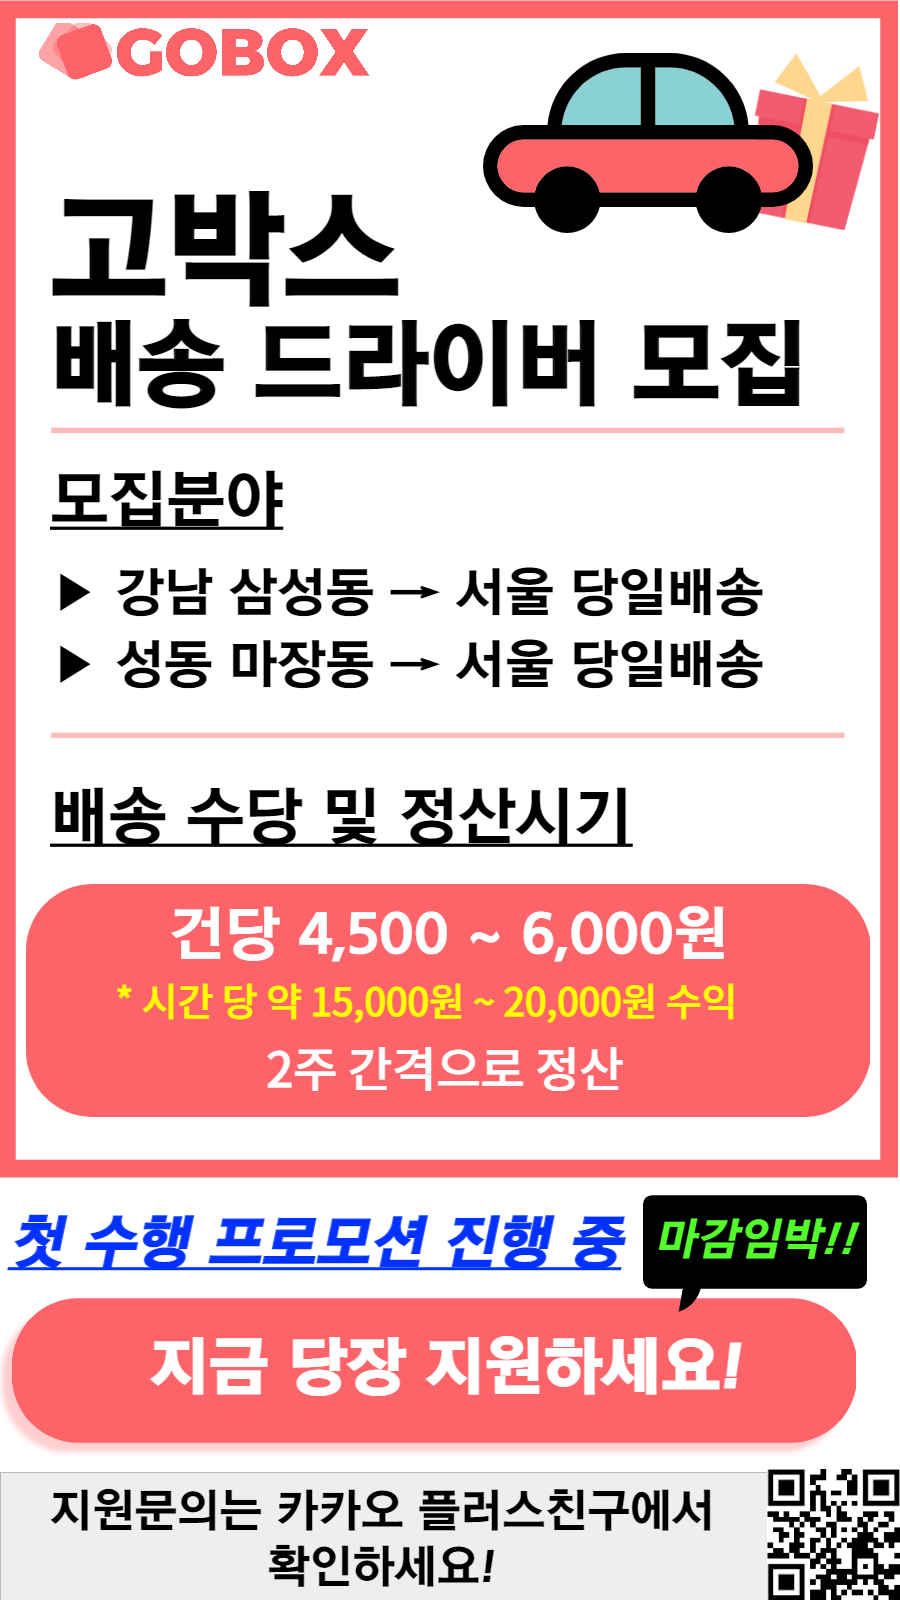 GOBOX
고박스
배송 드라이버 모집
모집분야
▶ 강남 삼성동 → 서울 당일배송
▶ 성동 마장동 → 서울 당일배송
배송 수당 및 정산시기
건당 4,500 ~ 6,000원
* 시간 당 약 15,000원 ~ 20,000원 수익
2주 간격으로 정산
첫 수행 프로모션 진행 중
마감임박!!
지금 당장 지원하세요!
지원문의는 카카오 플러스친구에서
확인하세요!